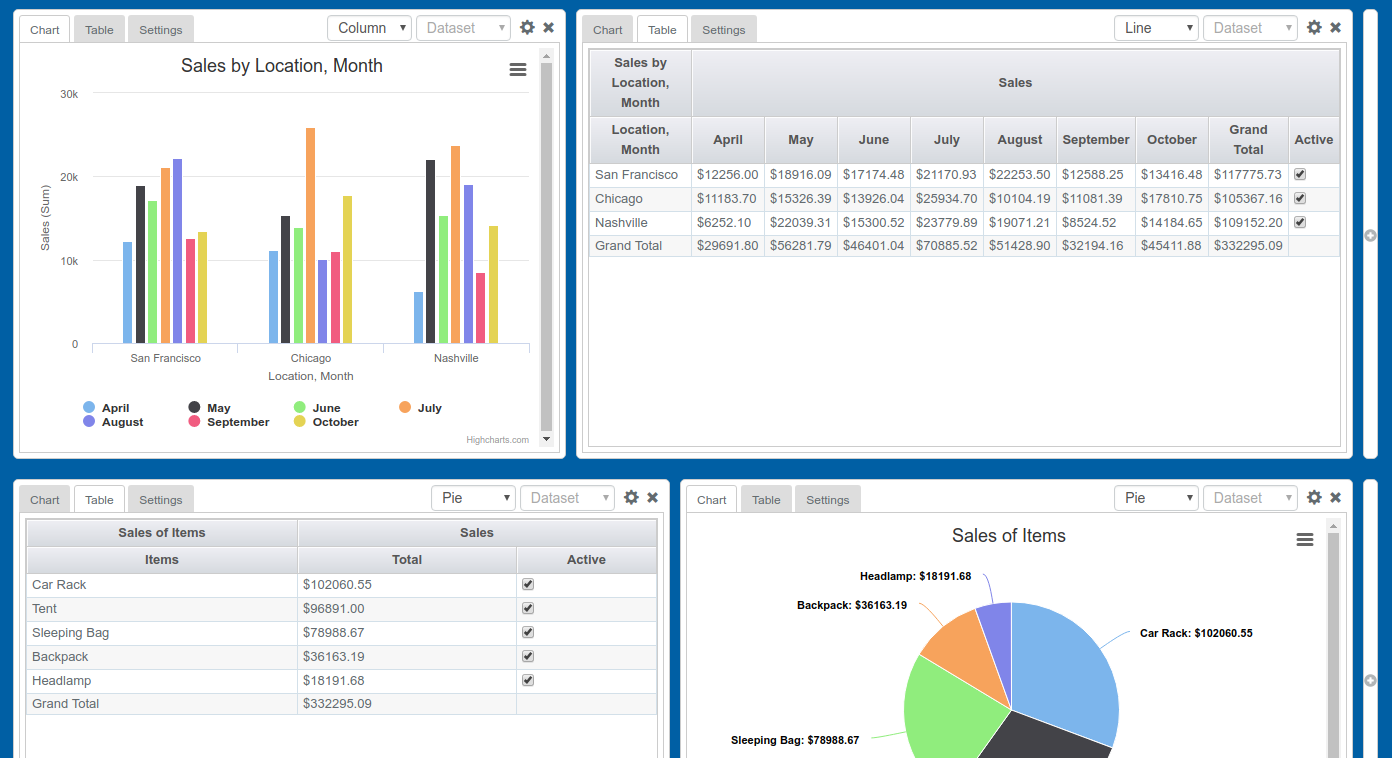 Chart Table Settings Column Dataset
Sales by Location, Month
30k
20k
10k
0
Sales (Sum)
San Francisco Chicago Nashville
Location, Month
April May June July
August September October
Highcharts.com
Chart Table Settings Line Dataset
Sales by Location, Month Sales
Location, Month April May June July August September October Grand Total Active
San Francisco $12256.00 $18916.09 $17174.48 $21170.93 $22253.50 $12588.25 $13416.48 $117775.73
Chicago $11183.70 $15326.39 $13926.04 $25934.70 $10104.19 $11081.39 $17810.75 $105367.16
Nashville $6252.10 $22039.31 $15300.52 $23779.89 $19071.21 $8524.52 $14184.65 $109152.20
Grand Total $29691.80 $56281.79 $46401.04 $70885.52 $51428.90 $32194.16 $45411.88 $332295.09
Chart Table Settings Pie Dataset
Sales of Items Sales
Items Total Active
Car Rack $102060.55
Tent $96891.00
Sleeping Bag $78988.67
Backpack $36163.19
Headlamp $18191.68
Grand Total $332295.09
Chart Table Settings Pie Dataset
Sales of Items
Headlamp: $18191.68
Backpack: $36163.19
Car Rack: $102060.55
Sleeping Bag: $78988.67